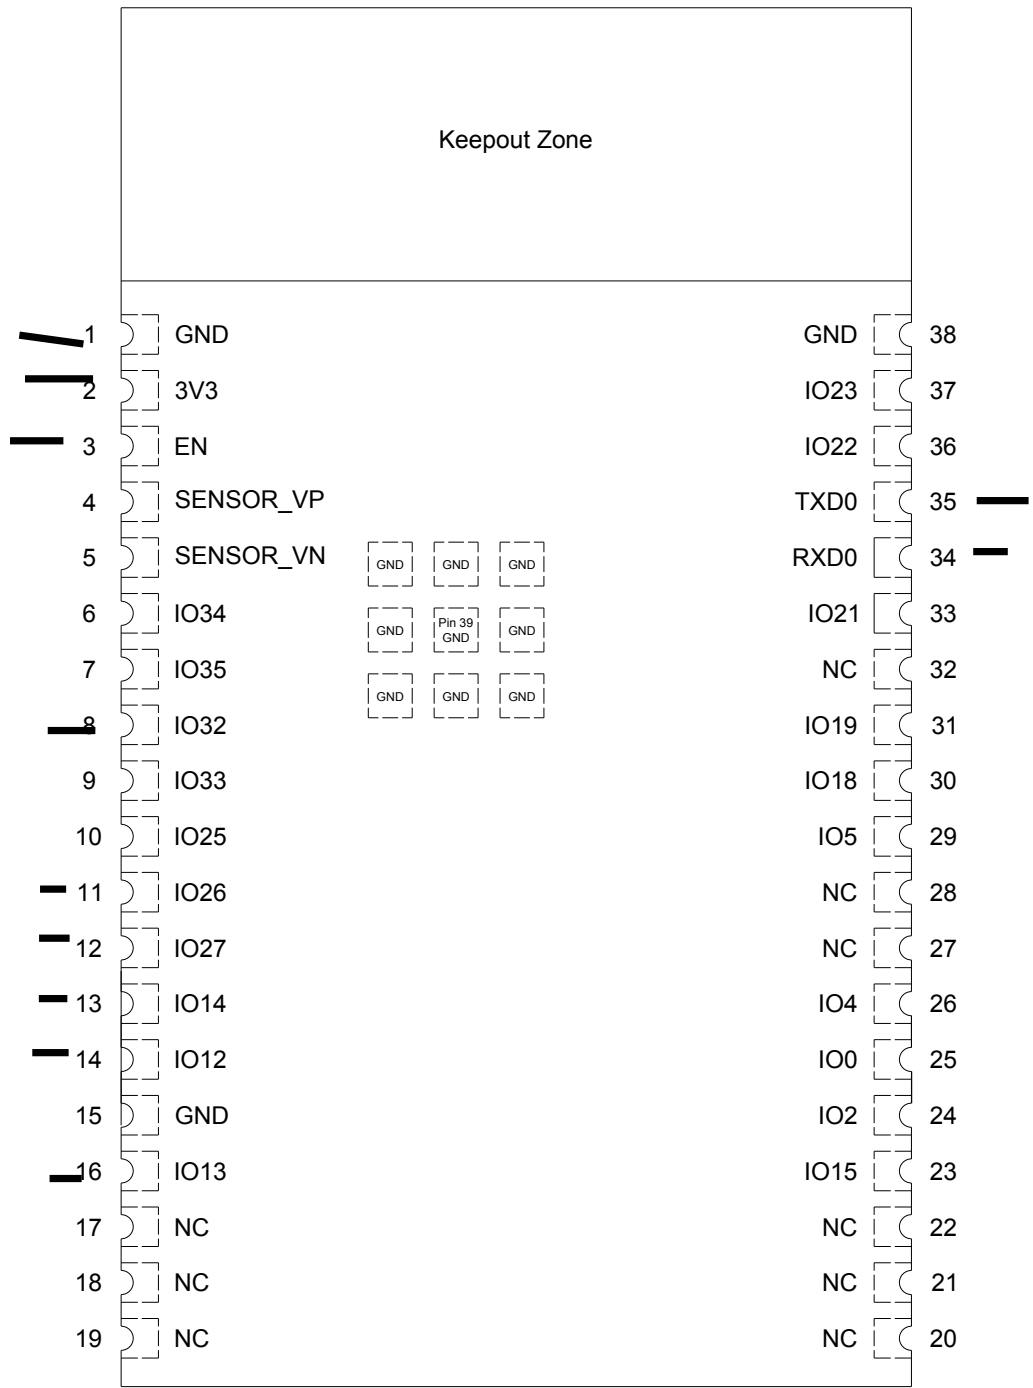 Keepout Zone
1 GND GND 38
2 3V3 IO23 37
3 EN IO22 36
4 SENSOR_VP TXD0 35
5 SENSOR_VN RXD0 34
GND GND GND
6 IO34 IO21 33
GND Pin 39 GND GND
7 IO35 NC 32
GND GND GND
8 IO32 IO19 31
9 IO33 IO18 30
10 IO25 IO5 29
11 IO26 NC 28
12 IO27 NC 27
13 IO14 IO4 26
14 IO12 IO0 25
15 GND IO2 24
16 IO13 IO15 23
17 NC NC 22
18 NC NC 21
19 NC NC 20